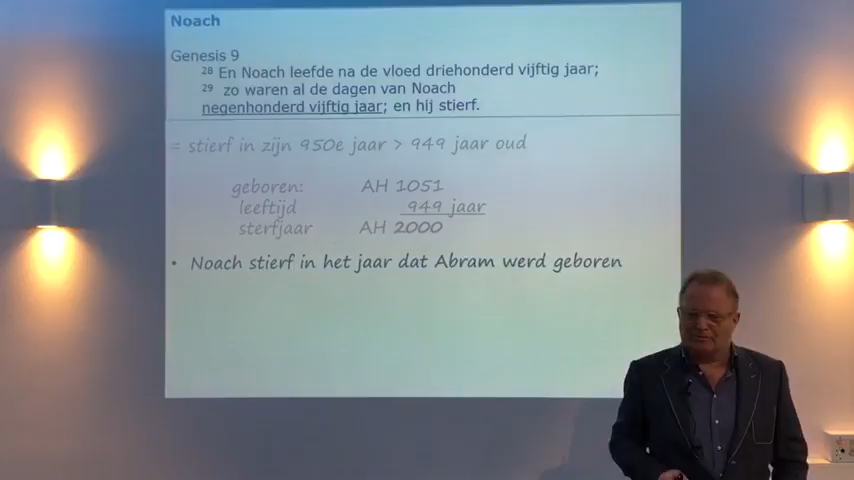 Noach
Genesis 9
28 En Noach leefde na de vloed driehonderd vijftig jaar;
29 zo waren al de dagen van Noach
negenhonderd vijftig jaar; en hij stierf.
= stierf in zijn 950e jaar > 949 jaar oud
geboren: AH 1051
leeftijd 949 jaar
sterfjaar AH 2000
• Noach stierf in het jaar dat Abram werd geboren